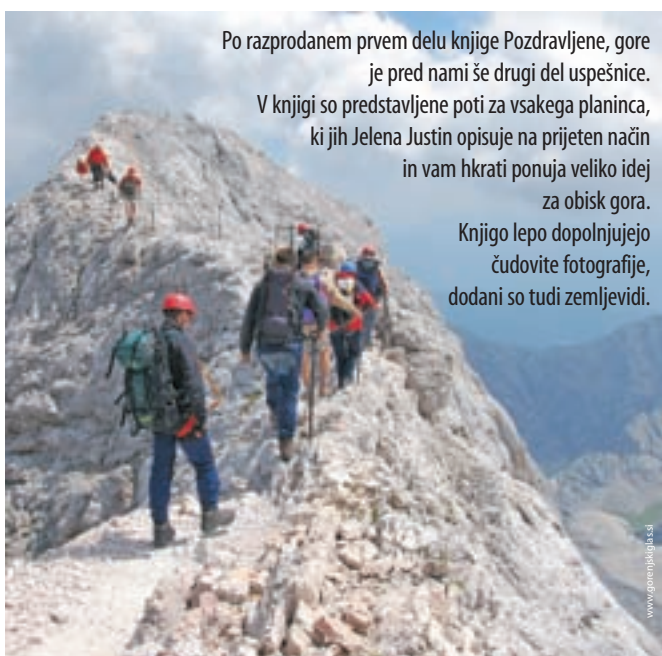 Po razprodanem prvem delu knjige Pozdravljene, gore
je pred nami še drugi del uspešnice.
V knjigi so predstavljene poti za vsakega planinca,
ki jih Jelena Justin opisuje na prijeten način
in vam hkrati ponuja veliko idej
za obisk gora.
Knjigo lepo dopolnjujejo
čudovite fotografije,
dodani so tudi zemljevidi.
www.gorenjskiglas.si